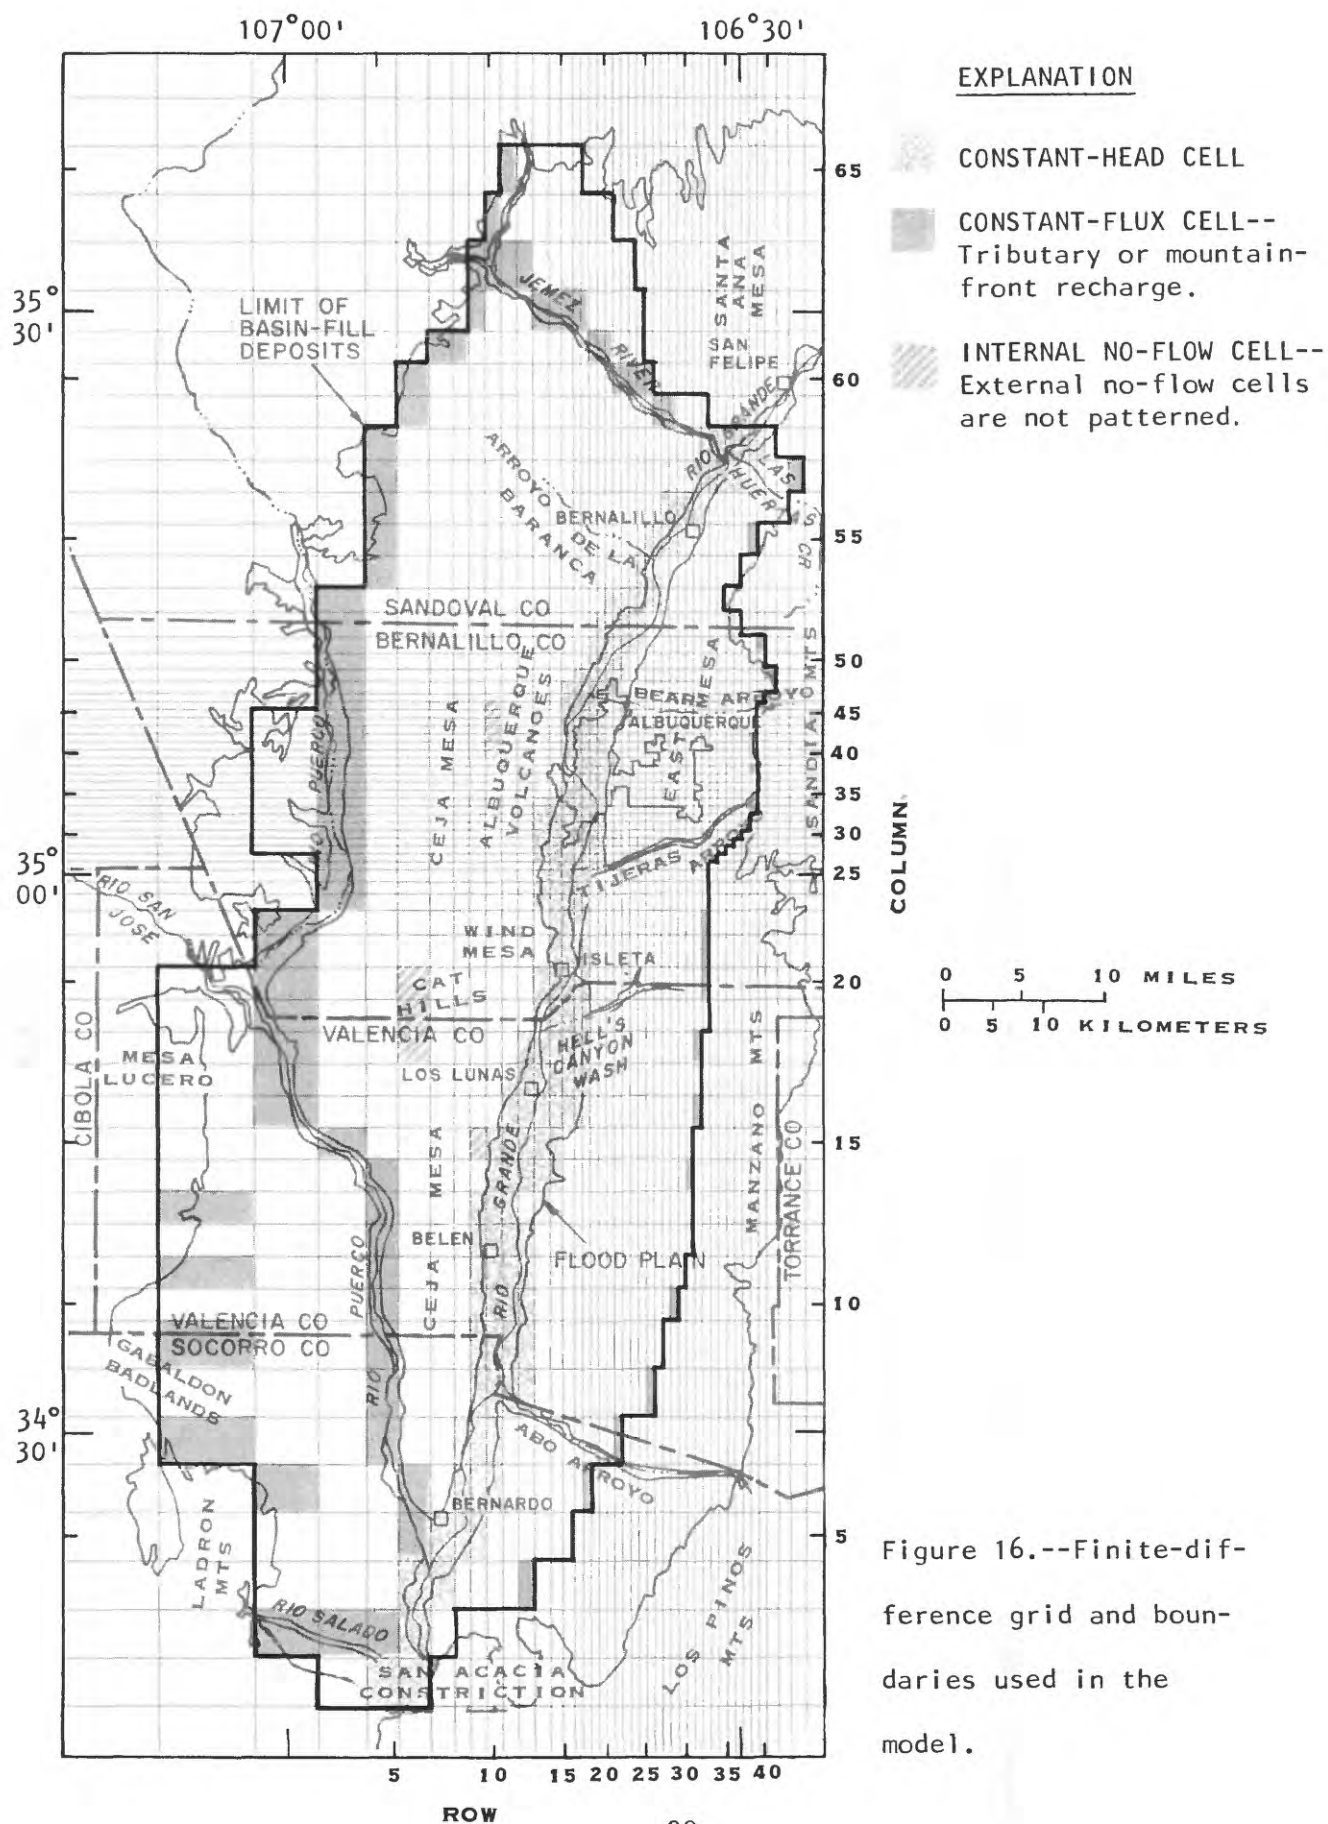 107°00'
106°30'
EXPLANATION
CONSTANT-HEAD CELL
CONSTANT-FLUX CELL--
Tributary or mountain-
front recharge.
INTERNAL NO-FLOW CELL--
External no-flow cells
are not patterned.
65
60
55
50
45
40
35
30
25
20
15
10
5
COLUMN
35°
30'
35°
00'
34°
30'
LIMIT OF
BASIN-FILL
DEPOSITS
JEMEZ
RIVER
SANTA
ANA
MESA
SAN
FELIPE
RIO GRANDE
LAS
HUERTAS CR
ARROYO
DE LA
BARANCA
BERNALILLO
SANDOVAL CO
BERNALILLO CO
RIO PUERCO
CEJA MESA
ALBUQUERQUE
VOLCANOES
BEAR ARROYO
ALBUQUERQUE
EAST MESA
SANDIA MTS
TIJERAS ARROYO
RIO SAN
JOSE
WIND
MESA
ISLETA
CAT
HILLS
VALENCIA CO
HELL'S
CANYON
WASH
LOS LUNAS
MESA
LUCERO
CIBOLA CO
CEJA MESA
RIO GRANDE
BELEN
FLOOD PLAIN
MANZANO MTS
TORRANCE CO
RIO PUERCO
VALENCIA CO
SOCORRO CO
GABALDON
BADLANDS
ABO ARROYO
BERNARDO
LADRON
MTS
RIO SALADO
SAN ACACIA
CONSTRICTION
LOS PINOS
MTS
0 5 10 MILES
0 5 10 KILOMETERS
5 10 15 20 25 30 35 40
ROW
Figure 16.--Finite-dif-
ference grid and boun-
daries used in the
model.